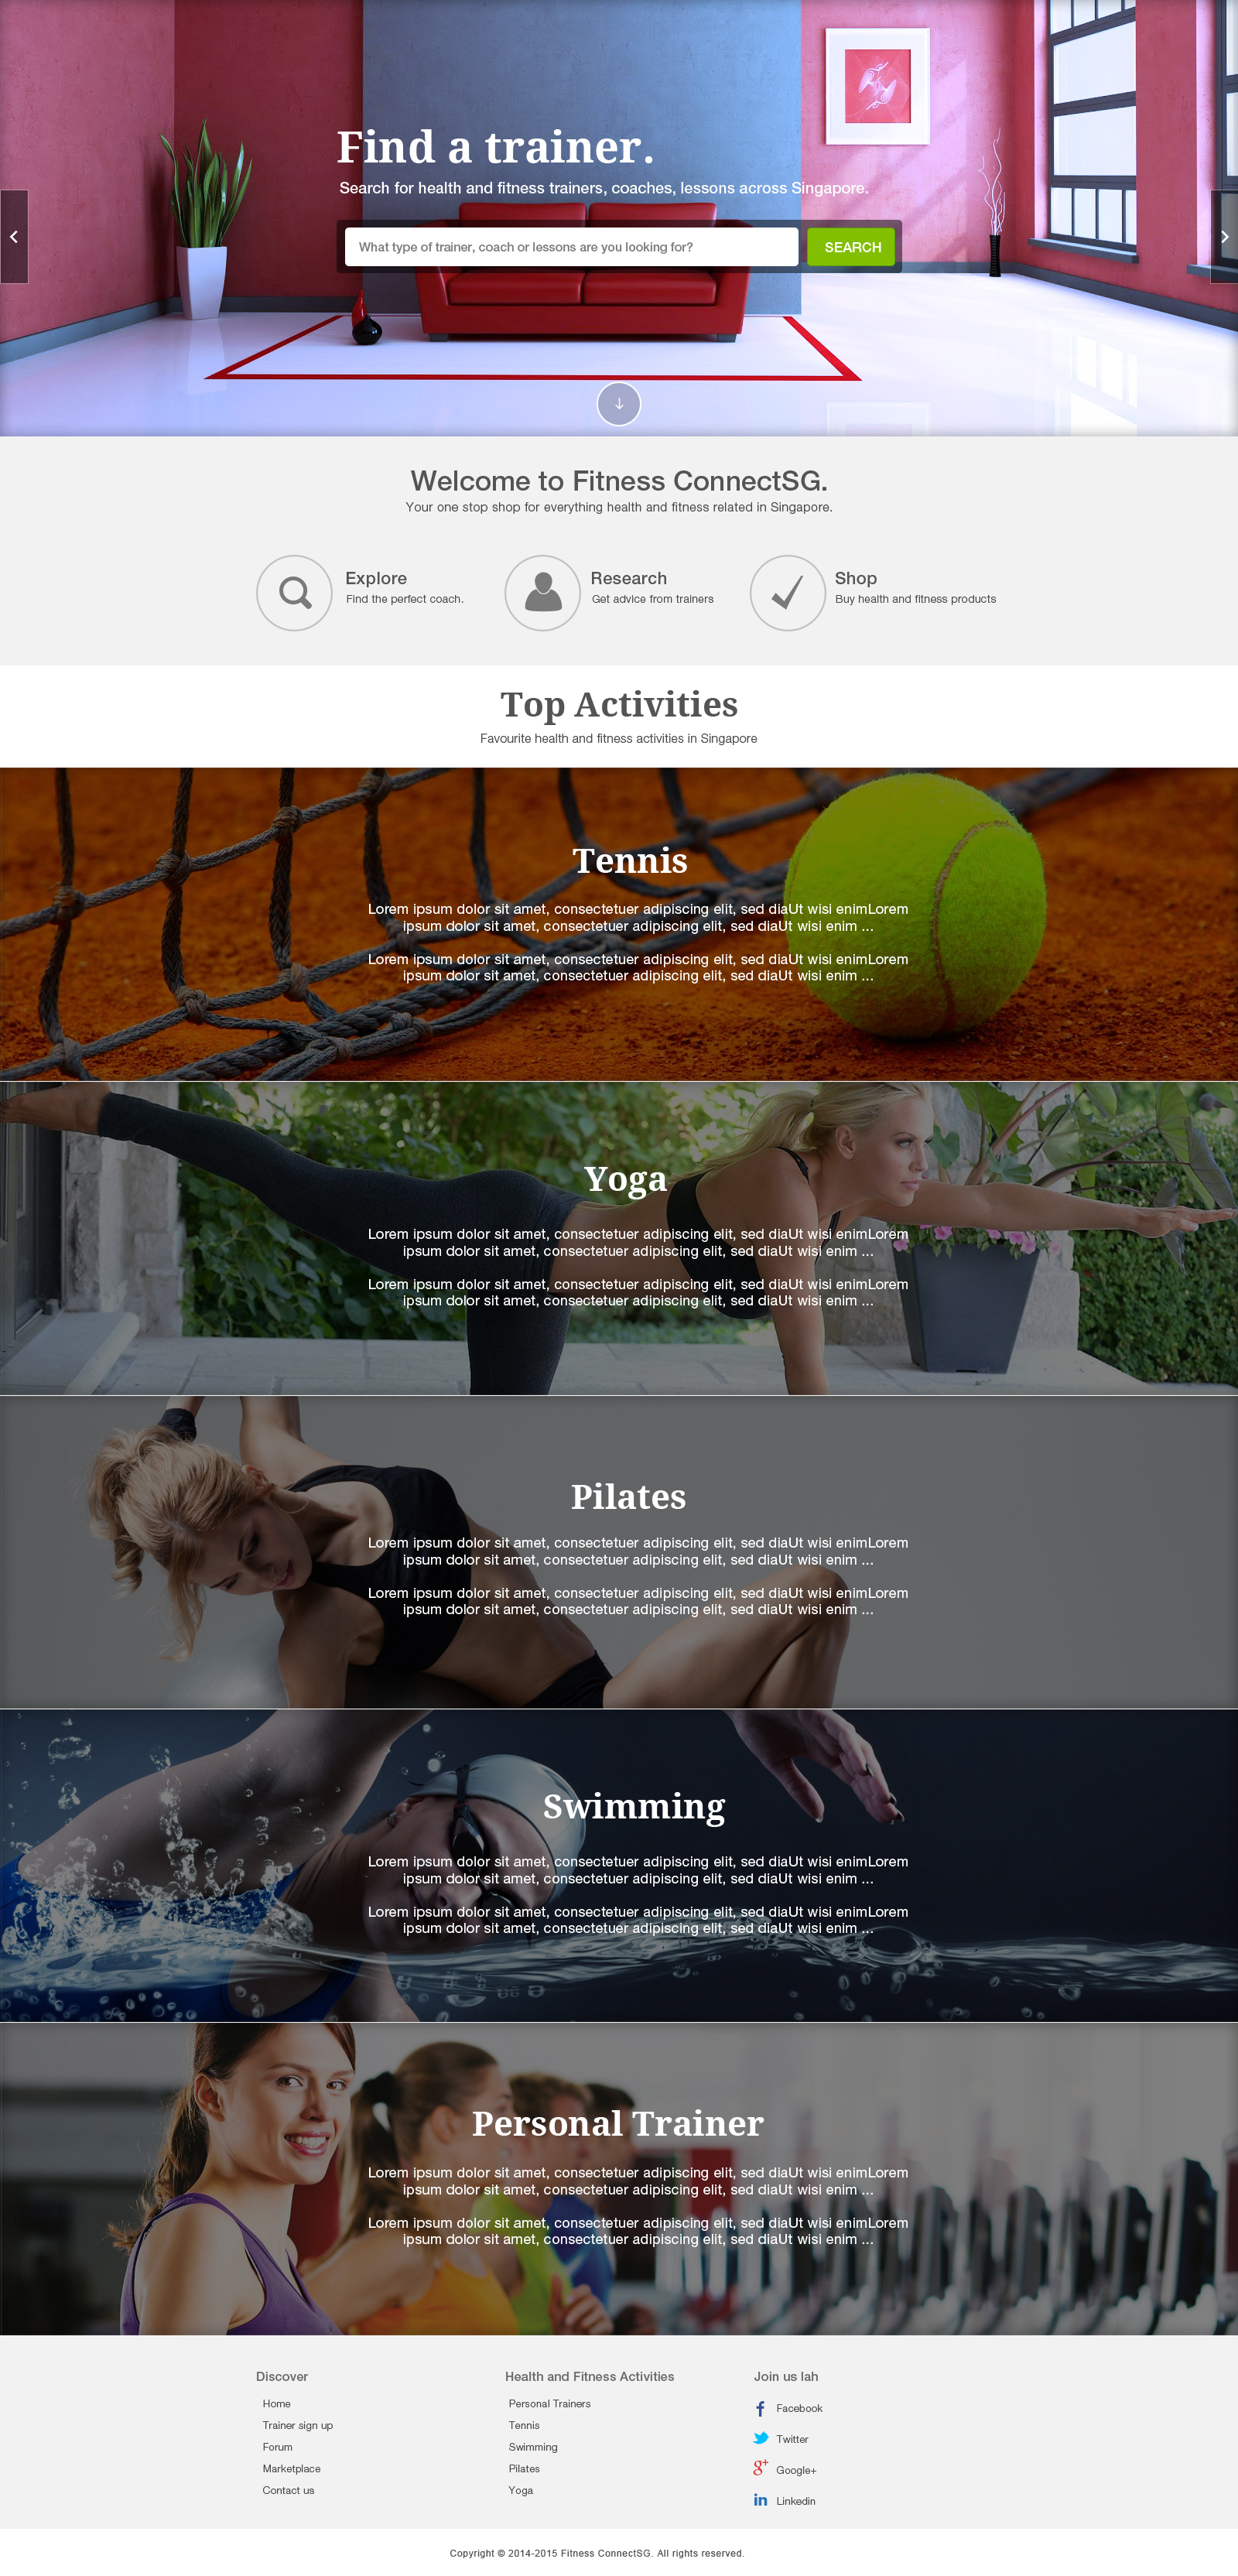 Find a trainer.
Search for health and fitness trainers, coaches, lessons across Singapore.
What type of trainer, coach or lessons are you looking for?
SEARCH
Welcome to Fitness ConnectSG.
Your one stop shop for everything health and fitness related in Singapore.
Explore
Find the perfect coach.
Research
Get advice from trainers
Shop
Buy health and fitness products
Top Activities
Favourite health and fitness activities in Singapore
Tennis
Lorem ipsum dolor sit amet, consectetuer adipiscing elit, sed diaUt wisi enimLorem
ipsum dolor sit amet, consectetuer adipiscing elit, sed diaUt wisi enim ...
Lorem ipsum dolor sit amet, consectetuer adipiscing elit, sed diaUt wisi enimLorem
ipsum dolor sit amet, consectetuer adipiscing elit, sed diaUt wisi enim ...
Yoga
Lorem ipsum dolor sit amet, consectetuer adipiscing elit, sed diaUt wisi enimLorem
ipsum dolor sit amet, consectetuer adipiscing elit, sed diaUt wisi enim ...
Lorem ipsum dolor sit amet, consectetuer adipiscing elit, sed diaUt wisi enimLorem
ipsum dolor sit amet, consectetuer adipiscing elit, sed diaUt wisi enim ...
Pilates
Lorem ipsum dolor sit amet, consectetuer adipiscing elit, sed diaUt wisi enimLorem
ipsum dolor sit amet, consectetuer adipiscing elit, sed diaUt wisi enim ...
Lorem ipsum dolor sit amet, consectetuer adipiscing elit, sed diaUt wisi enimLorem
ipsum dolor sit amet, consectetuer adipiscing elit, sed diaUt wisi enim ...
Swimming
Lorem ipsum dolor sit amet, consectetuer adipiscing elit, sed diaUt wisi enimLorem
ipsum dolor sit amet, consectetuer adipiscing elit, sed diaUt wisi enim ...
Lorem ipsum dolor sit amet, consectetuer adipiscing elit, sed diaUt wisi enimLorem
ipsum dolor sit amet, consectetuer adipiscing elit, sed diaUt wisi enim ...
Personal Trainer
Lorem ipsum dolor sit amet, consectetuer adipiscing elit, sed diaUt wisi enimLorem
ipsum dolor sit amet, consectetuer adipiscing elit, sed diaUt wisi enim ...
Lorem ipsum dolor sit amet, consectetuer adipiscing elit, sed diaUt wisi enimLorem
ipsum dolor sit amet, consectetuer adipiscing elit, sed diaUt wisi enim ...
Discover
Home
Trainer sign up
Forum
Marketplace
Contact us
Health and Fitness Activities
Personal Trainers
Tennis
Swimming
Pilates
Yoga
Join us lah
f Facebook
Twitter
g+ Google+
in Linkedin
Copyright © 2014-2015 Fitness ConnectSG. All rights reserved.